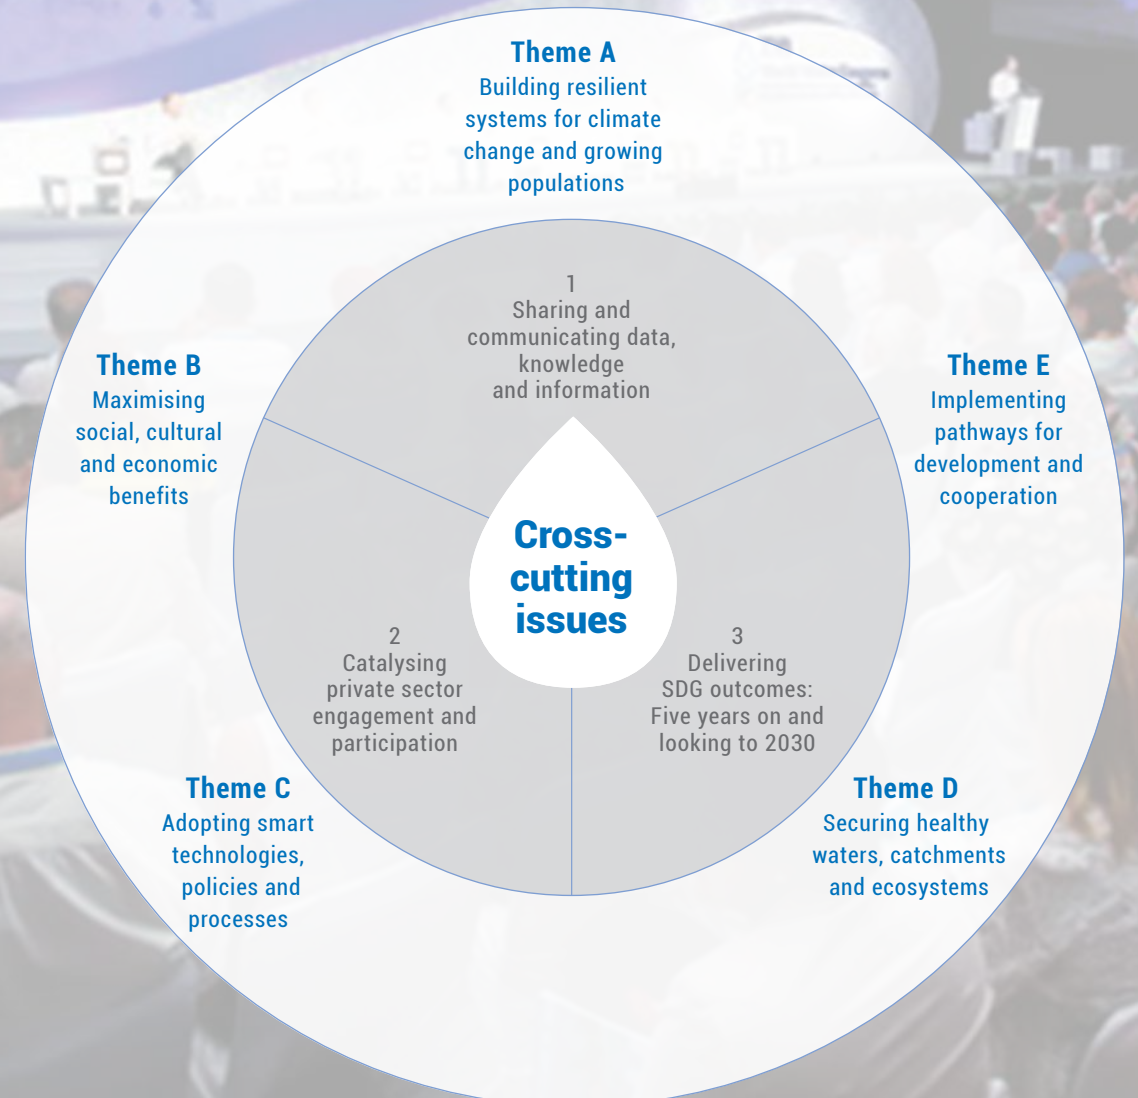 Theme A
Building resilient
systems for climate
change and growing
populations
1
Sharing and
communicating data,
knowledge
and information
Theme B
Maximising
social, cultural
and economic
benefits
Theme E
Implementing
pathways for
development and
cooperation
Cross-
cutting
issues
2
Catalysing
private sector
engagement and
participation
3
Delivering
SDG outcomes:
Five years on and
looking to 2030
Theme C
Adopting smart
technologies,
policies and
processes
Theme D
Securing healthy
waters, catchments
and ecosystems